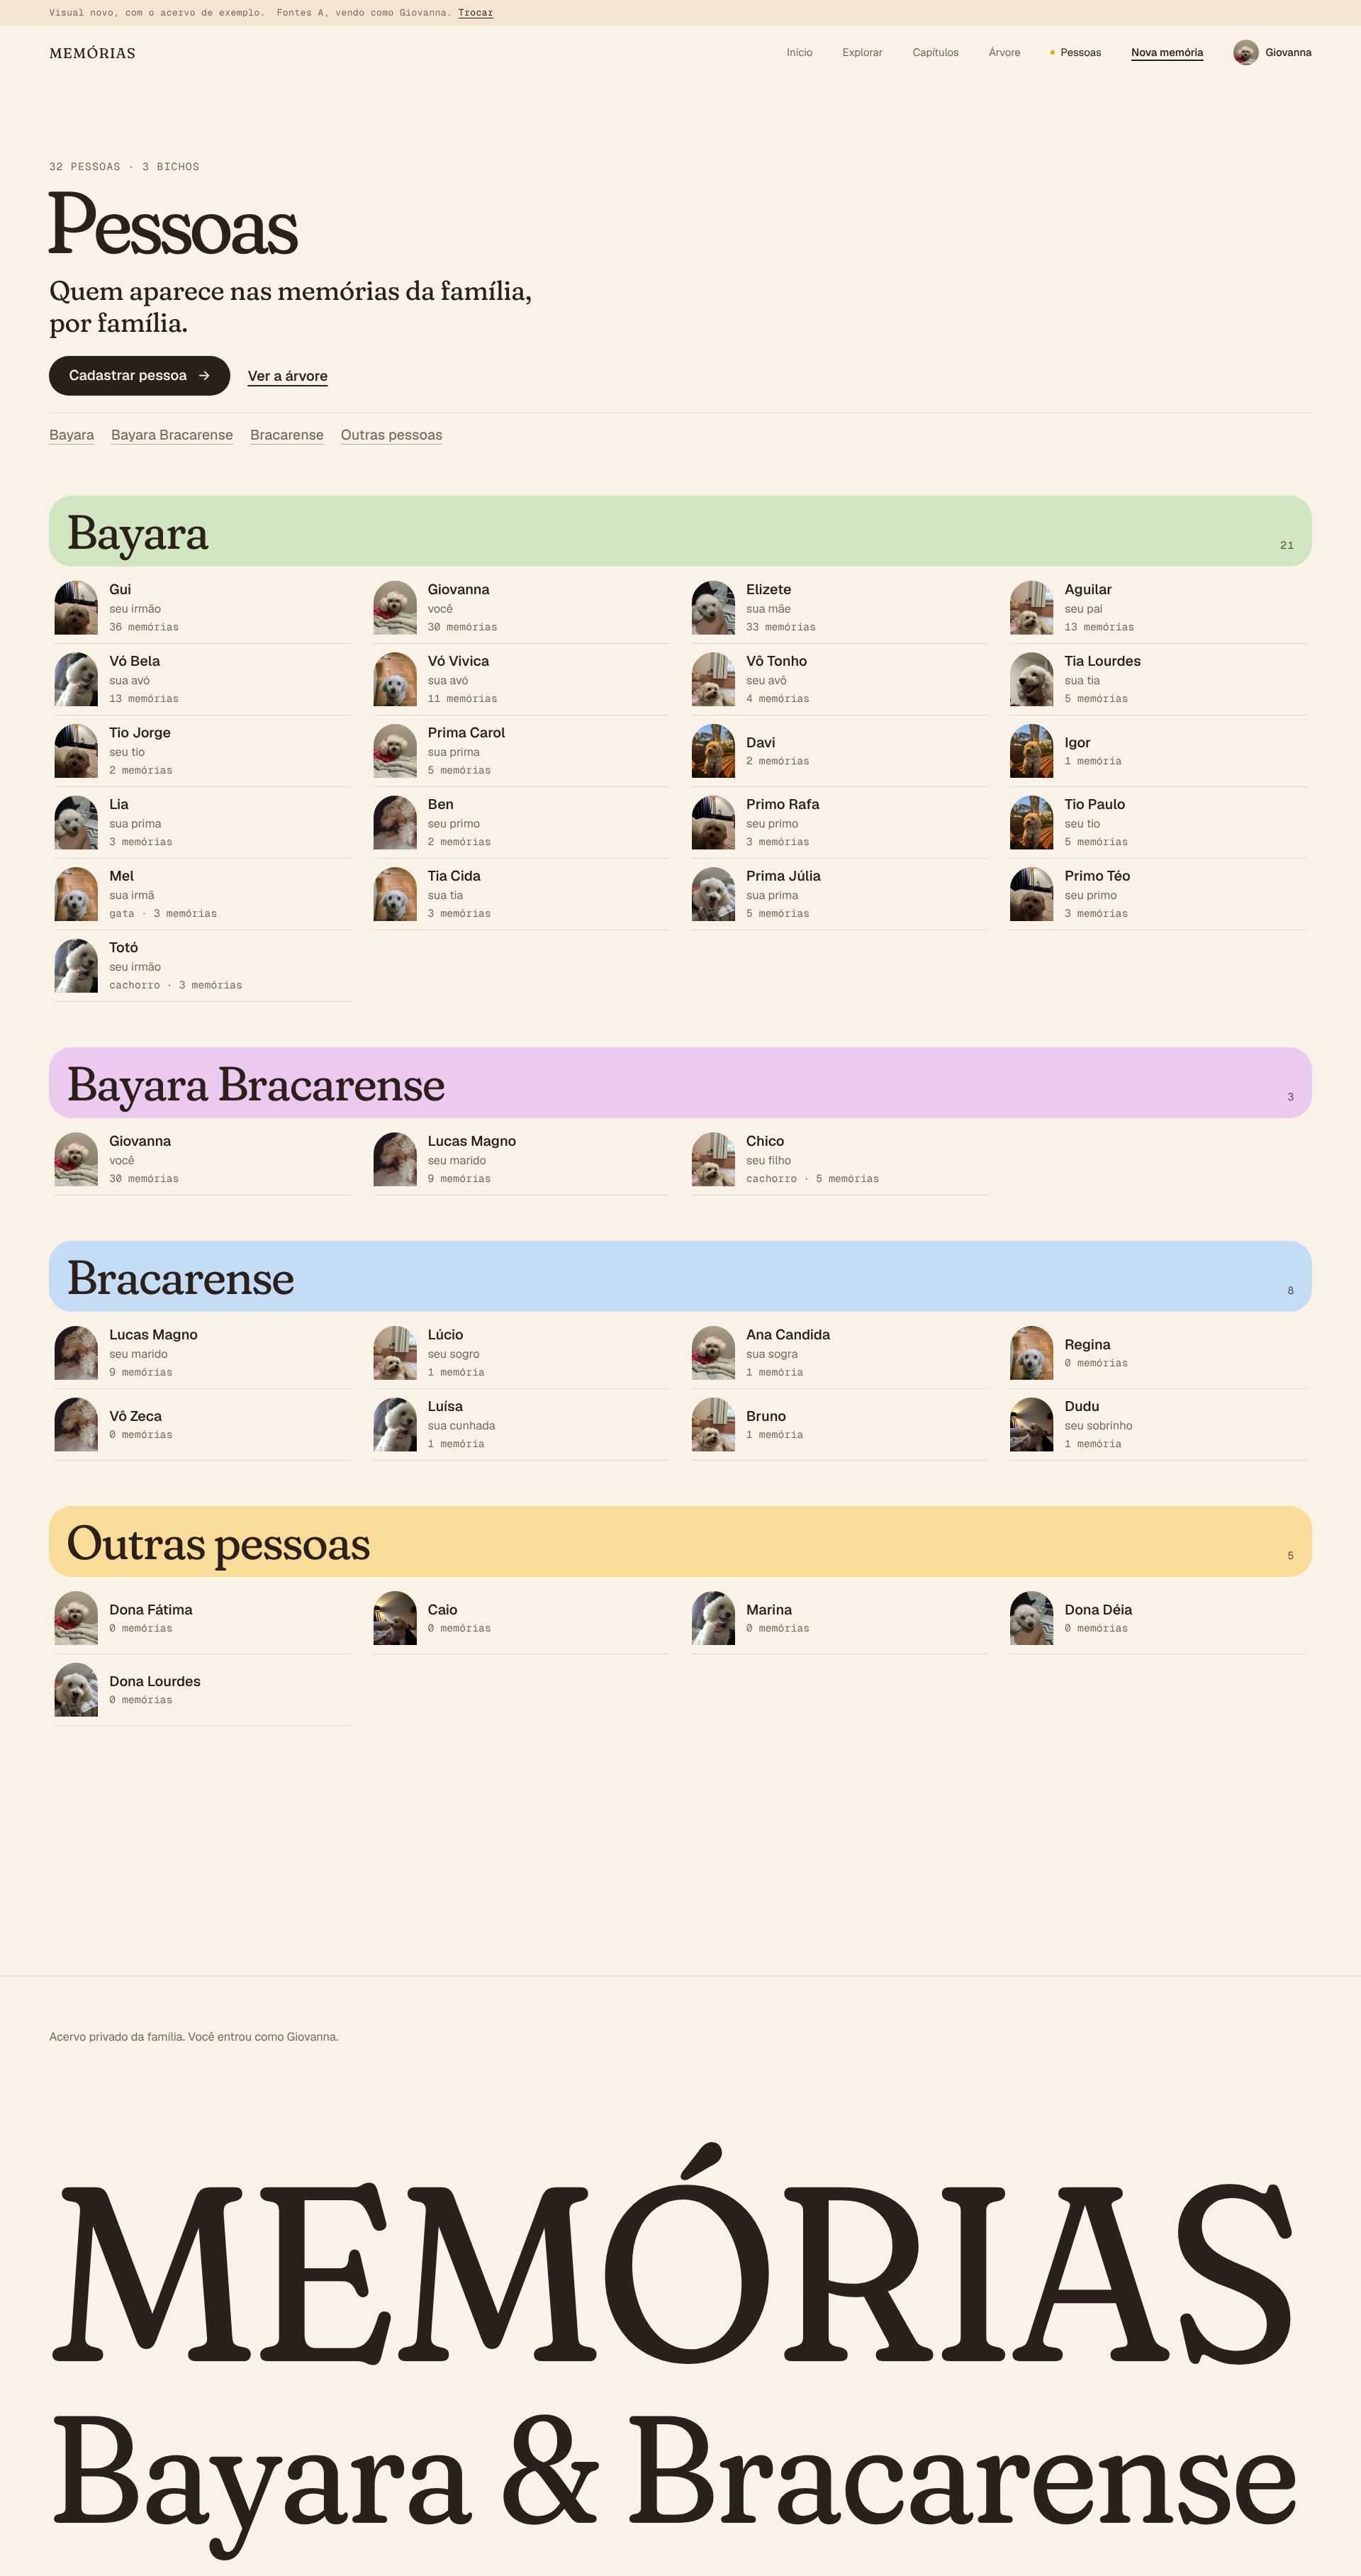 Visual novo, com o acervo de exemplo. Fontes A, vendo como Giovanna. Trocar
MEMÓRIAS
Início Explorar Capítulos Árvore Pessoas Nova memória Giovanna
32 PESSOAS · 3 BICHOS
Pessoas
Quem aparece nas memórias da família,
por família.
Cadastrar pessoa → Ver a árvore
Bayara Bayara Bracarense Bracarense Outras pessoas
Bayara
21
Gui
seu irmão
36 memórias
Giovanna
você
30 memórias
Elizete
sua mãe
33 memórias
Aguilar
seu pai
13 memórias
Vó Bela
sua avó
13 memórias
Vó Vivica
sua avó
11 memórias
Vô Tonho
seu avô
4 memórias
Tia Lourdes
sua tia
5 memórias
Tio Jorge
seu tio
2 memórias
Prima Carol
sua prima
5 memórias
Davi
2 memórias
Igor
1 memória
Lia
sua prima
3 memórias
Ben
seu primo
2 memórias
Primo Rafa
seu primo
3 memórias
Tio Paulo
seu tio
5 memórias
Mel
sua irmã
gata · 3 memórias
Tia Cida
sua tia
3 memórias
Prima Júlia
sua prima
5 memórias
Primo Téo
seu primo
3 memórias
Totó
seu irmão
cachorro · 3 memórias
Bayara Bracarense
3
Giovanna
você
30 memórias
Lucas Magno
seu marido
9 memórias
Chico
seu filho
cachorro · 5 memórias
Bracarense
8
Lucas Magno
seu marido
9 memórias
Lúcio
seu sogro
1 memória
Ana Candida
sua sogra
1 memória
Regina
0 memórias
Vô Zeca
0 memórias
Luísa
sua cunhada
1 memória
Bruno
1 memória
Dudu
seu sobrinho
1 memória
Outras pessoas
5
Dona Fátima
0 memórias
Caio
0 memórias
Marina
0 memórias
Dona Déia
0 memórias
Dona Lourdes
0 memórias
Acervo privado da família. Você entrou como Giovanna.
MEMÓRIAS
Bayara & Bracarense